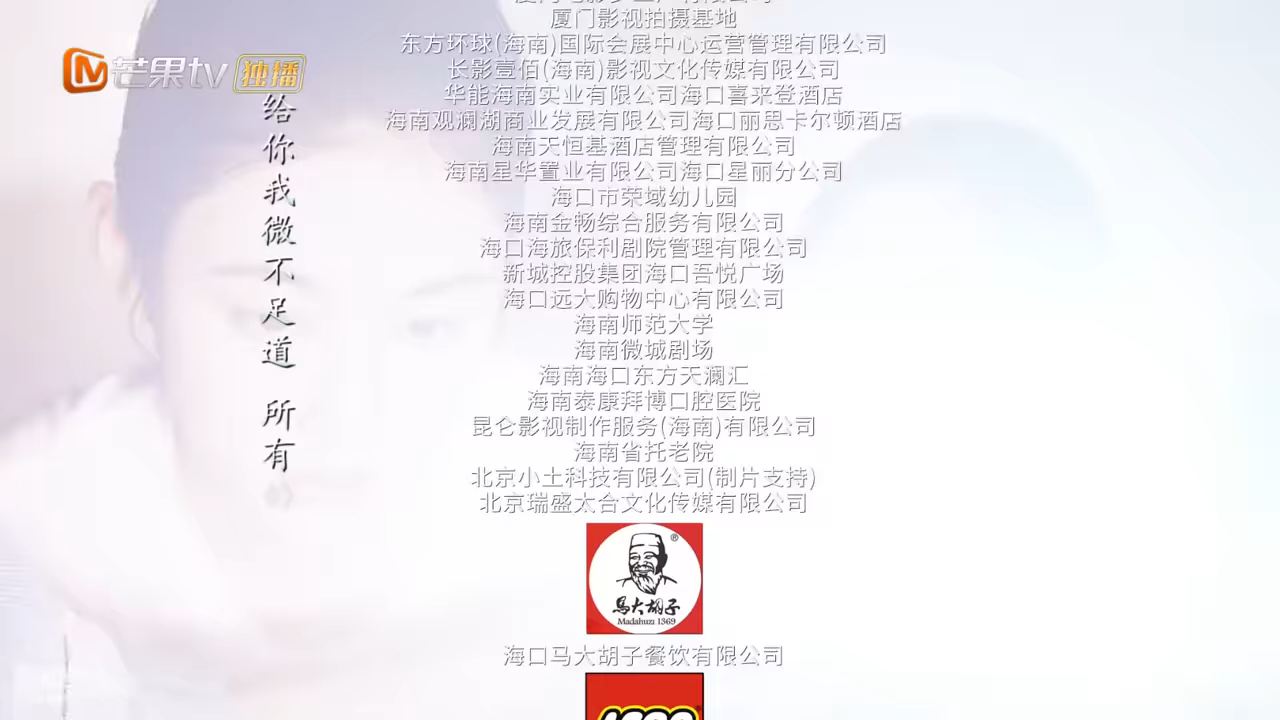 芒果tv 独播
给你我微不足道 所有
厦门影视拍摄基地
东方环球(海南)国际会展中心运营管理有限公司
长影壹佰(海南)影视文化传媒有限公司
华能海南实业有限公司海口喜来登酒店
海南观澜湖商业发展有限公司海口丽思卡尔顿酒店
海南天恒基酒店管理有限公司
海南星华置业有限公司海口星丽分公司
海口市荣域幼儿园
海南金畅综合服务有限公司
海口海旅保利剧院管理有限公司
新城控股集团海口吾悦广场
海口远大购物中心有限公司
海南师范大学
海南微城剧场
海南海口东方天澜汇
海南泰康拜博口腔医院
昆仑影视制作服务(海南)有限公司
海南省托老院
北京小土科技有限公司(制片支持)
北京瑞盛太合文化传媒有限公司
馬大胡子
Madahuzi 1369
海口马大胡子餐饮有限公司
LEGO